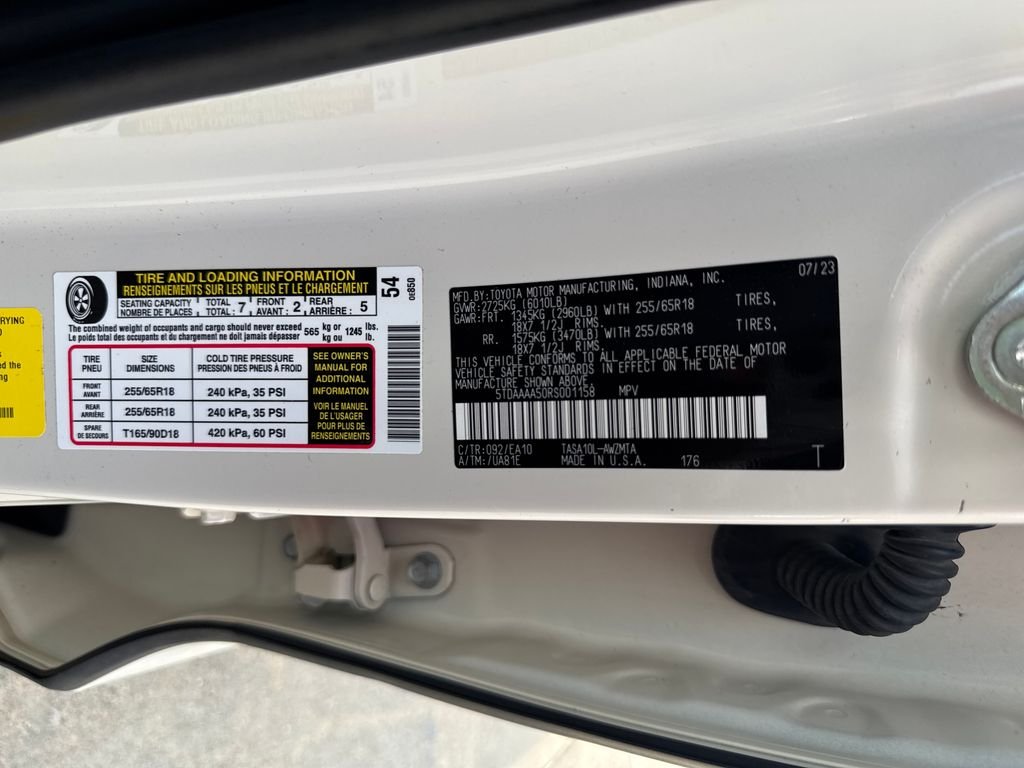 RYING
0
s
ed the
ing
TIRE AND LOADING INFORMATION
RENSEIGNEMENTS SUR LES PNEUS ET LE CHARGEMENT
SEATING CAPACITY TOTAL FRONT REAR
NOMBRE DE PLACES TOTAL : 7 AVANT : 2 ARRIÈRE : 5
54
0E850
The combined weight of occupants and cargo should never exceed 565 kg or 1245 lbs.
Le poids total des occupants et du chargement ne doit jamais dépasser kg ou lb.
TIRE SIZE COLD TIRE PRESSURE
PNEU DIMENSIONS PRESSION DES PNEUS À FROID
FRONT
AVANT 255/65R18 240 kPa, 35 PSI
REAR
ARRIÈRE 255/65R18 240 kPa, 35 PSI
SPARE
DE SECOURS T165/90D18 420 kPa, 60 PSI
SEE OWNER'S
MANUAL FOR
ADDITIONAL
INFORMATION
VOIR LE MANUEL
DE L'USAGER
POUR PLUS DE
RENSEIGNEMENTS
MFD.BY:TOYOTA MOTOR MANUFACTURING, INDIANA, INC. 07/23
GVWR:2725KG (6010LB)
GAWR:FRT. 1345KG (2960LB) WITH 255/65R18 TIRES,
18X7 1/2J RIMS.
RR. 1575KG (3470LB) WITH 255/65R18 TIRES,
18X7 1/2J RIMS.
THIS VEHICLE CONFORMS TO ALL APPLICABLE FEDERAL MOTOR
VEHICLE SAFETY STANDARDS IN EFFECT ON THE DATE OF
MANUFACTURE SHOWN ABOVE.
5TDAAAA50RS001158 MPV
C/TR:092/EA10 TASA10L-AWZMTA
A/TM:/UA81E MADE IN U.S.A. 176 T